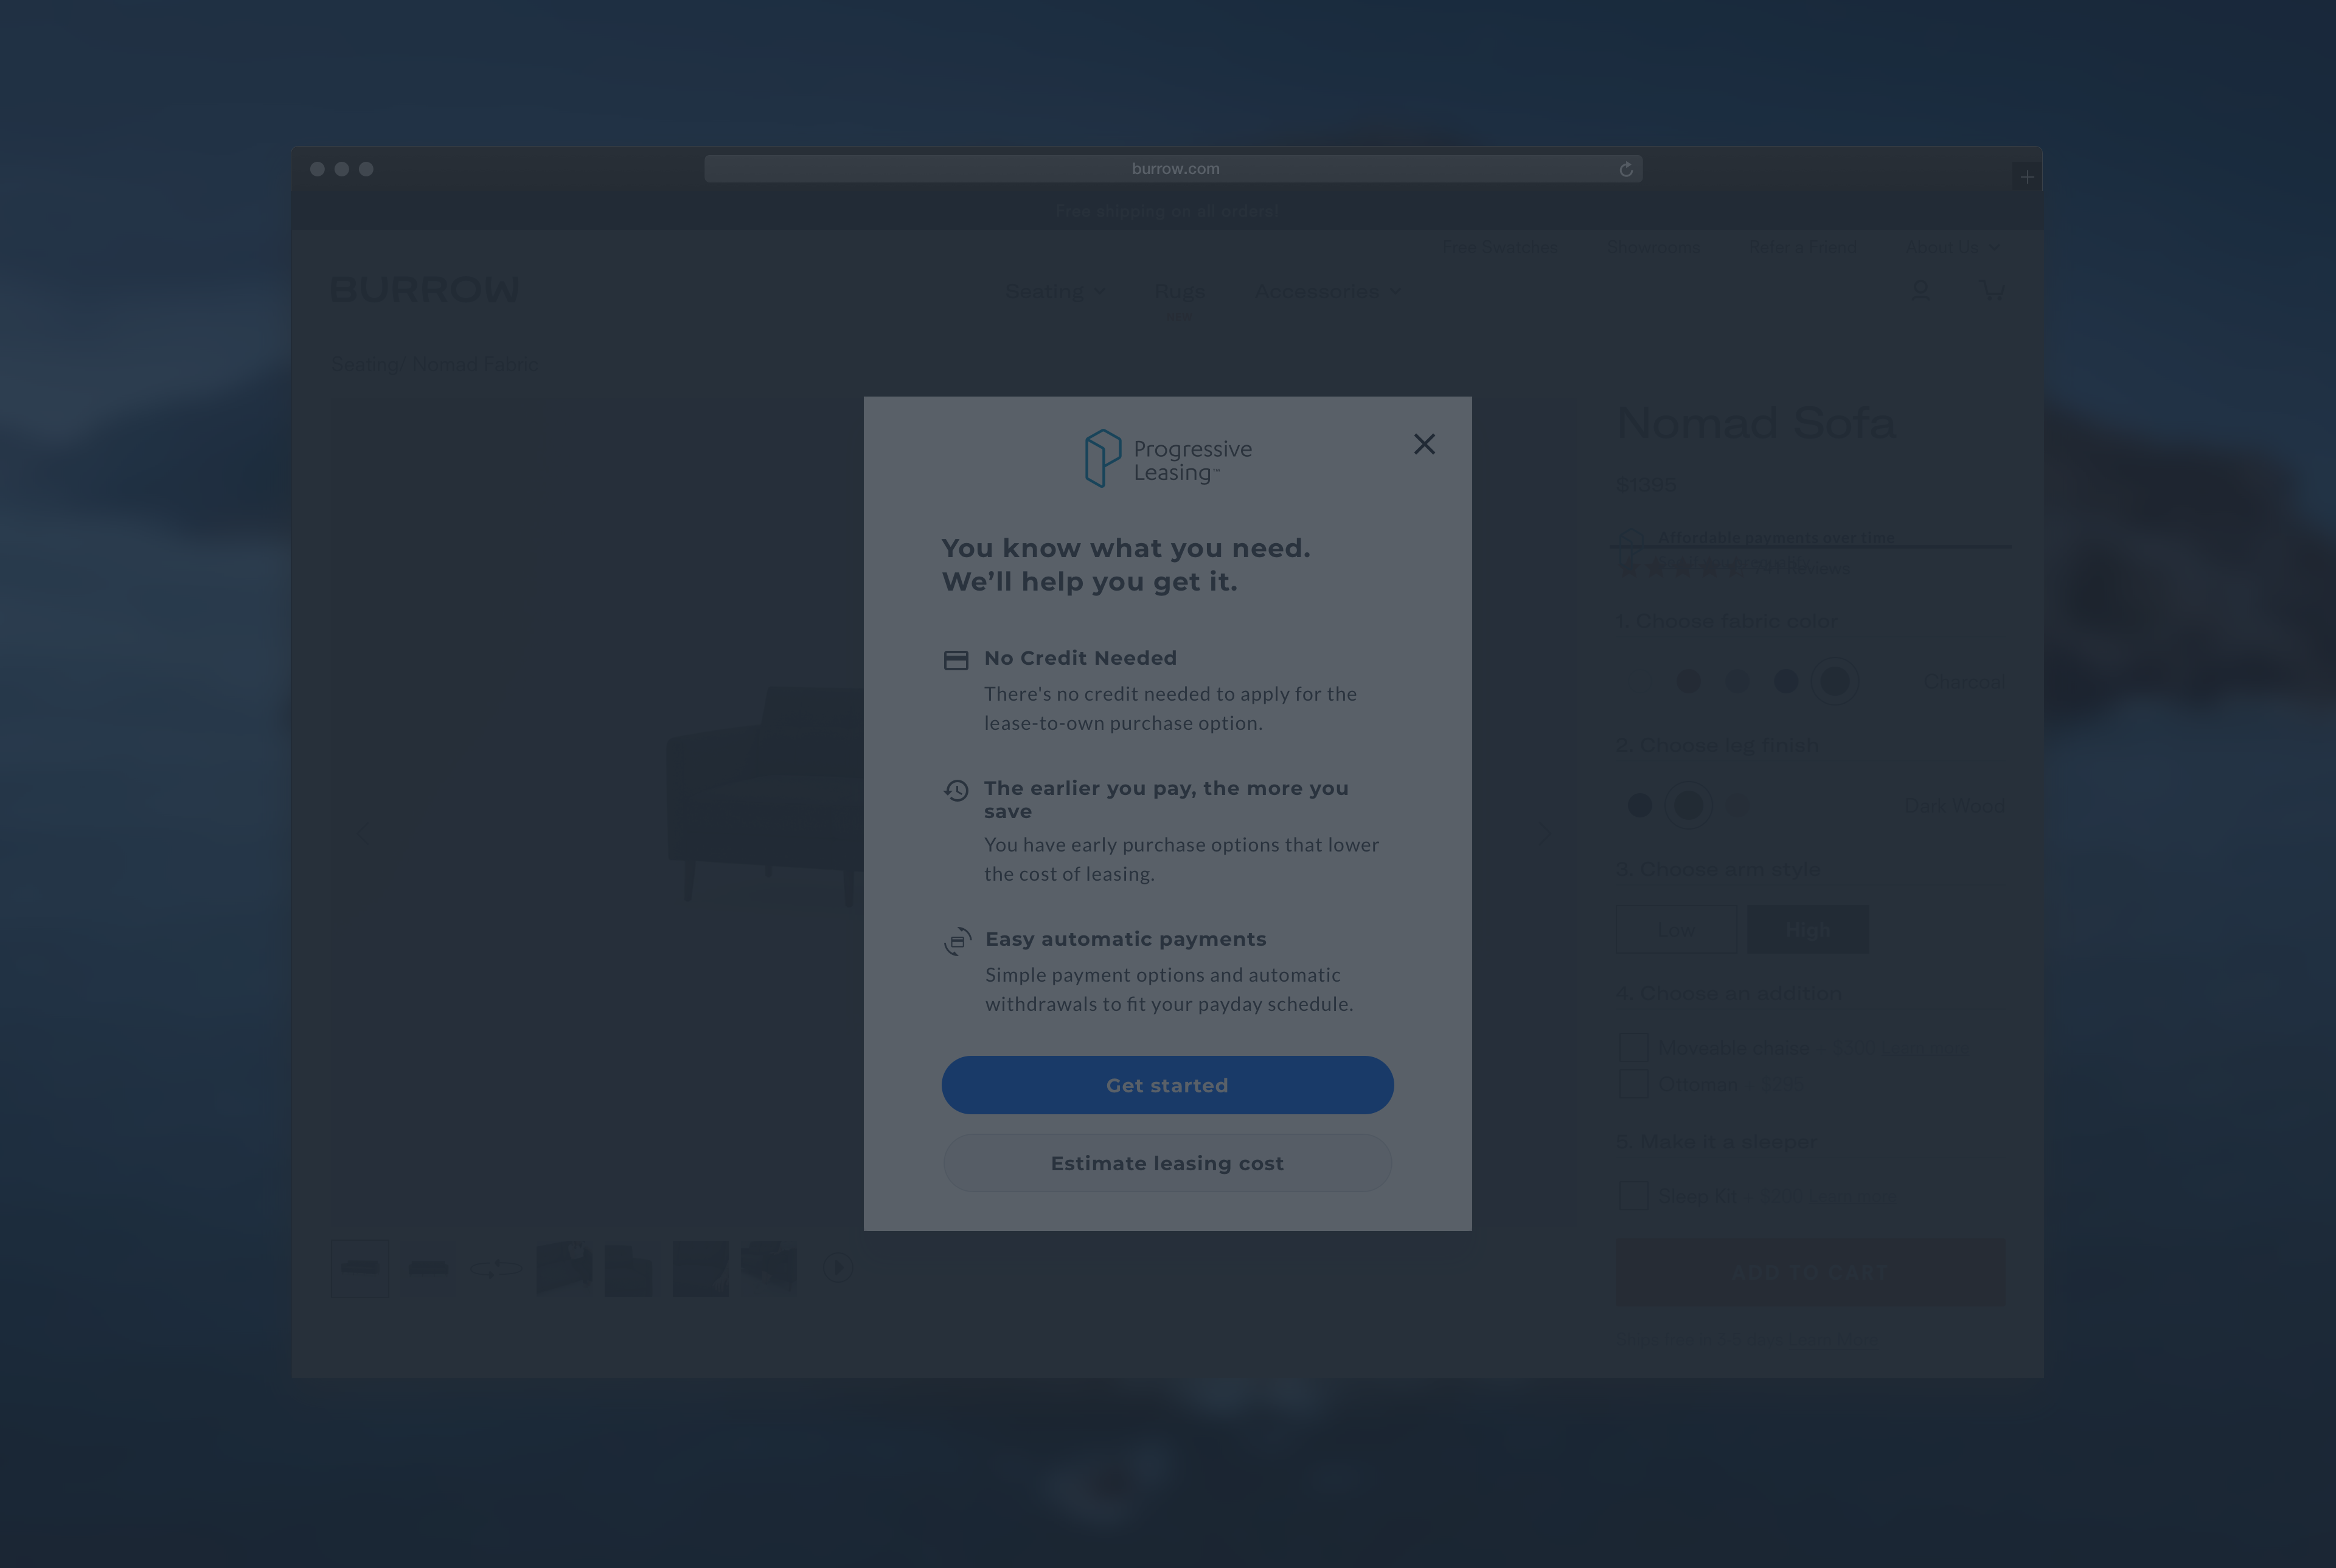 burrow.com
Free shipping on all orders!
Free Swatches Showrooms Refer a Friend About Us
BURROW
Seating Rugs Accessories
Seating/ Nomad Fabric
Progressive
Leasing™
You know what you need.
We’ll help you get it.
No Credit Needed
There's no credit needed to apply for the
lease-to-own purchase option.
The earlier you pay, the more you
save
You have early purchase options that lower
the cost of leasing.
Easy automatic payments
Simple payment options and automatic
withdrawals to fit your payday schedule.
Get started
Estimate leasing cost
Nomad Sofa
$1395
Affordable payments over time
1. Choose fabric color
Charcoal
2. Choose leg finish
Dark Wood
3. Choose arm style
Low High
4. Choose an addition
Moveable chaise
Ottoman
5. Make it a sleeper
Sleep Kit
ADD TO CART